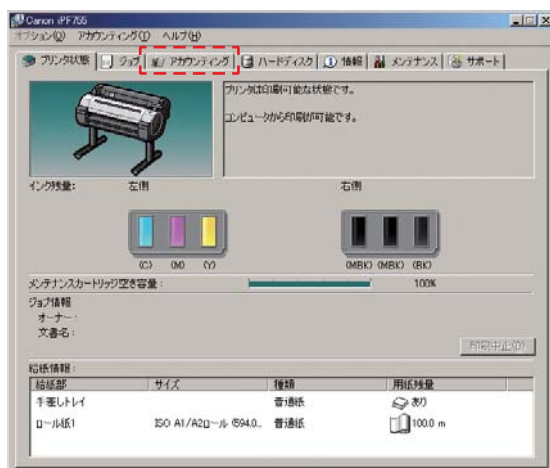 Canon iPF755
オプション(O) アカウンティング(T) ヘルプ(H)
プリンタ状態 ジョブ アカウンティング ハードディスク 情報 メンテナンス サポート
プリンタは印刷可能な状態です。
コンピュータから印刷が可能です。
インク残量: 左側 右側
(C) (M) (Y) (MBK) (MBK) (BK)
メンテナンスカートリッジ空き容量: 100%
ジョブ情報
オーナー:
文書名:
印刷中止(D)
給紙情報:
給紙部 サイズ 種類 用紙残量
手差しトレイ 普通紙 あり
ロール紙1 ISO A1/A2ロール (594.0... 普通紙 100.0 m